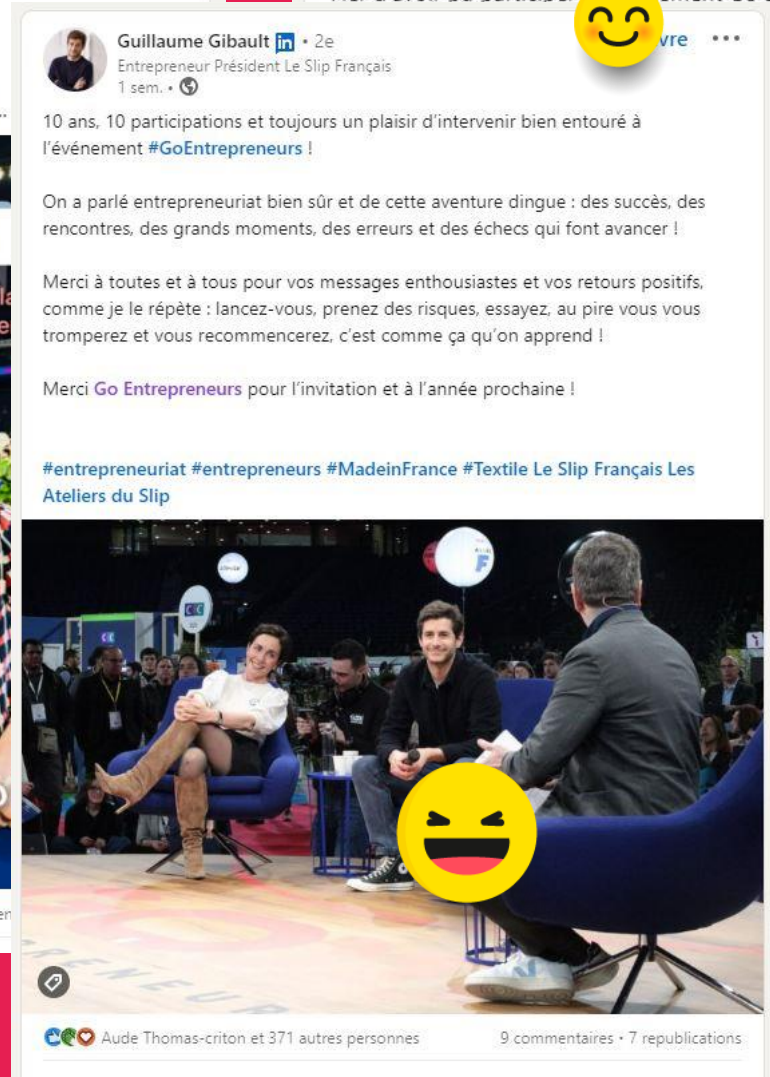 Guillaume Gibault in • 2e
vre •••
Entrepreneur Président Le Slip Français
1 sem. •
10 ans, 10 participations et toujours un plaisir d'intervenir bien entouré à
l'événement #GoEntrepreneurs !
On a parlé entrepreneuriat bien sûr et de cette aventure dingue : des succès, des
rencontres, des grands moments, des erreurs et des échecs qui font avancer !
Merci à toutes et à tous pour vos messages enthousiastes et vos retours positifs,
comme je le répète : lancez-vous, prenez des risques, essayez, au pire vous vous
tromperez et vous recommencerez, c'est comme ça qu'on apprend !
Merci Go Entrepreneurs pour l'invitation et à l'année prochaine !
#entrepreneuriat #entrepreneurs #MadeinFrance #Textile Le Slip Français Les
Ateliers du Slip
CIC
CIC
F
PRENEUR
Aude Thomas-criton et 371 autres personnes
9 commentaires • 7 republications